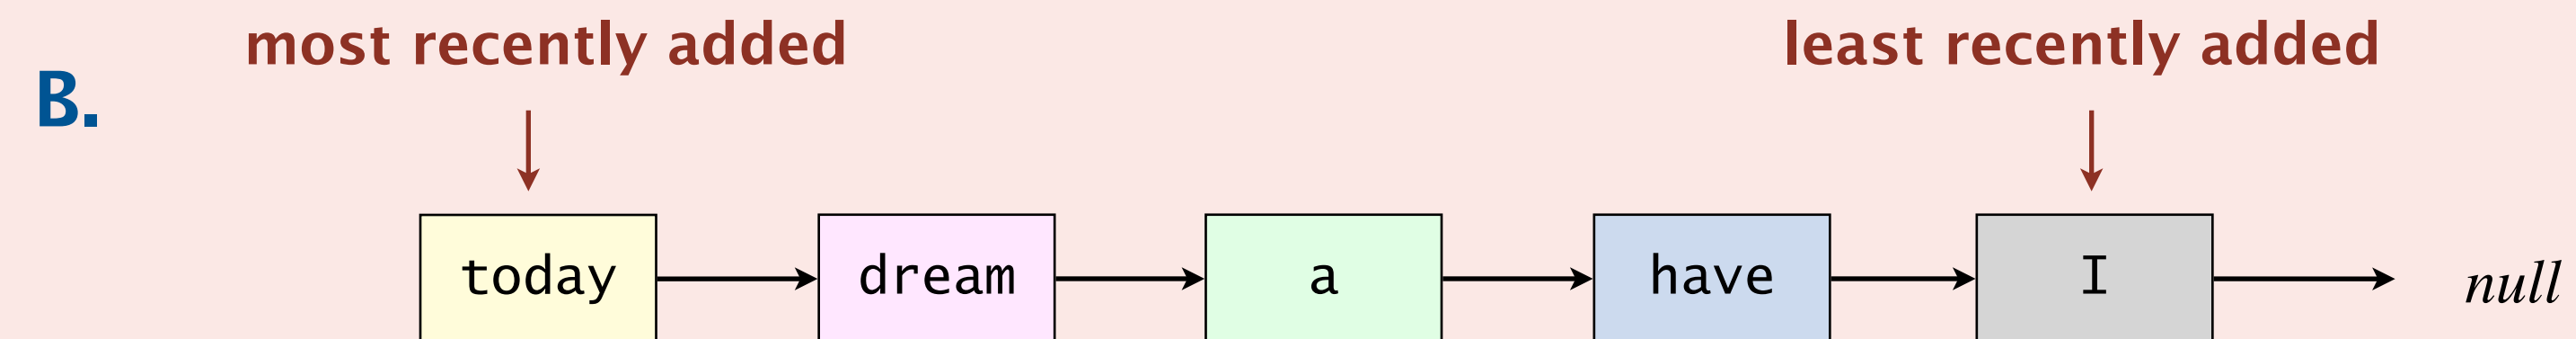 most recently added
least recently added
B.
today dream a have I null